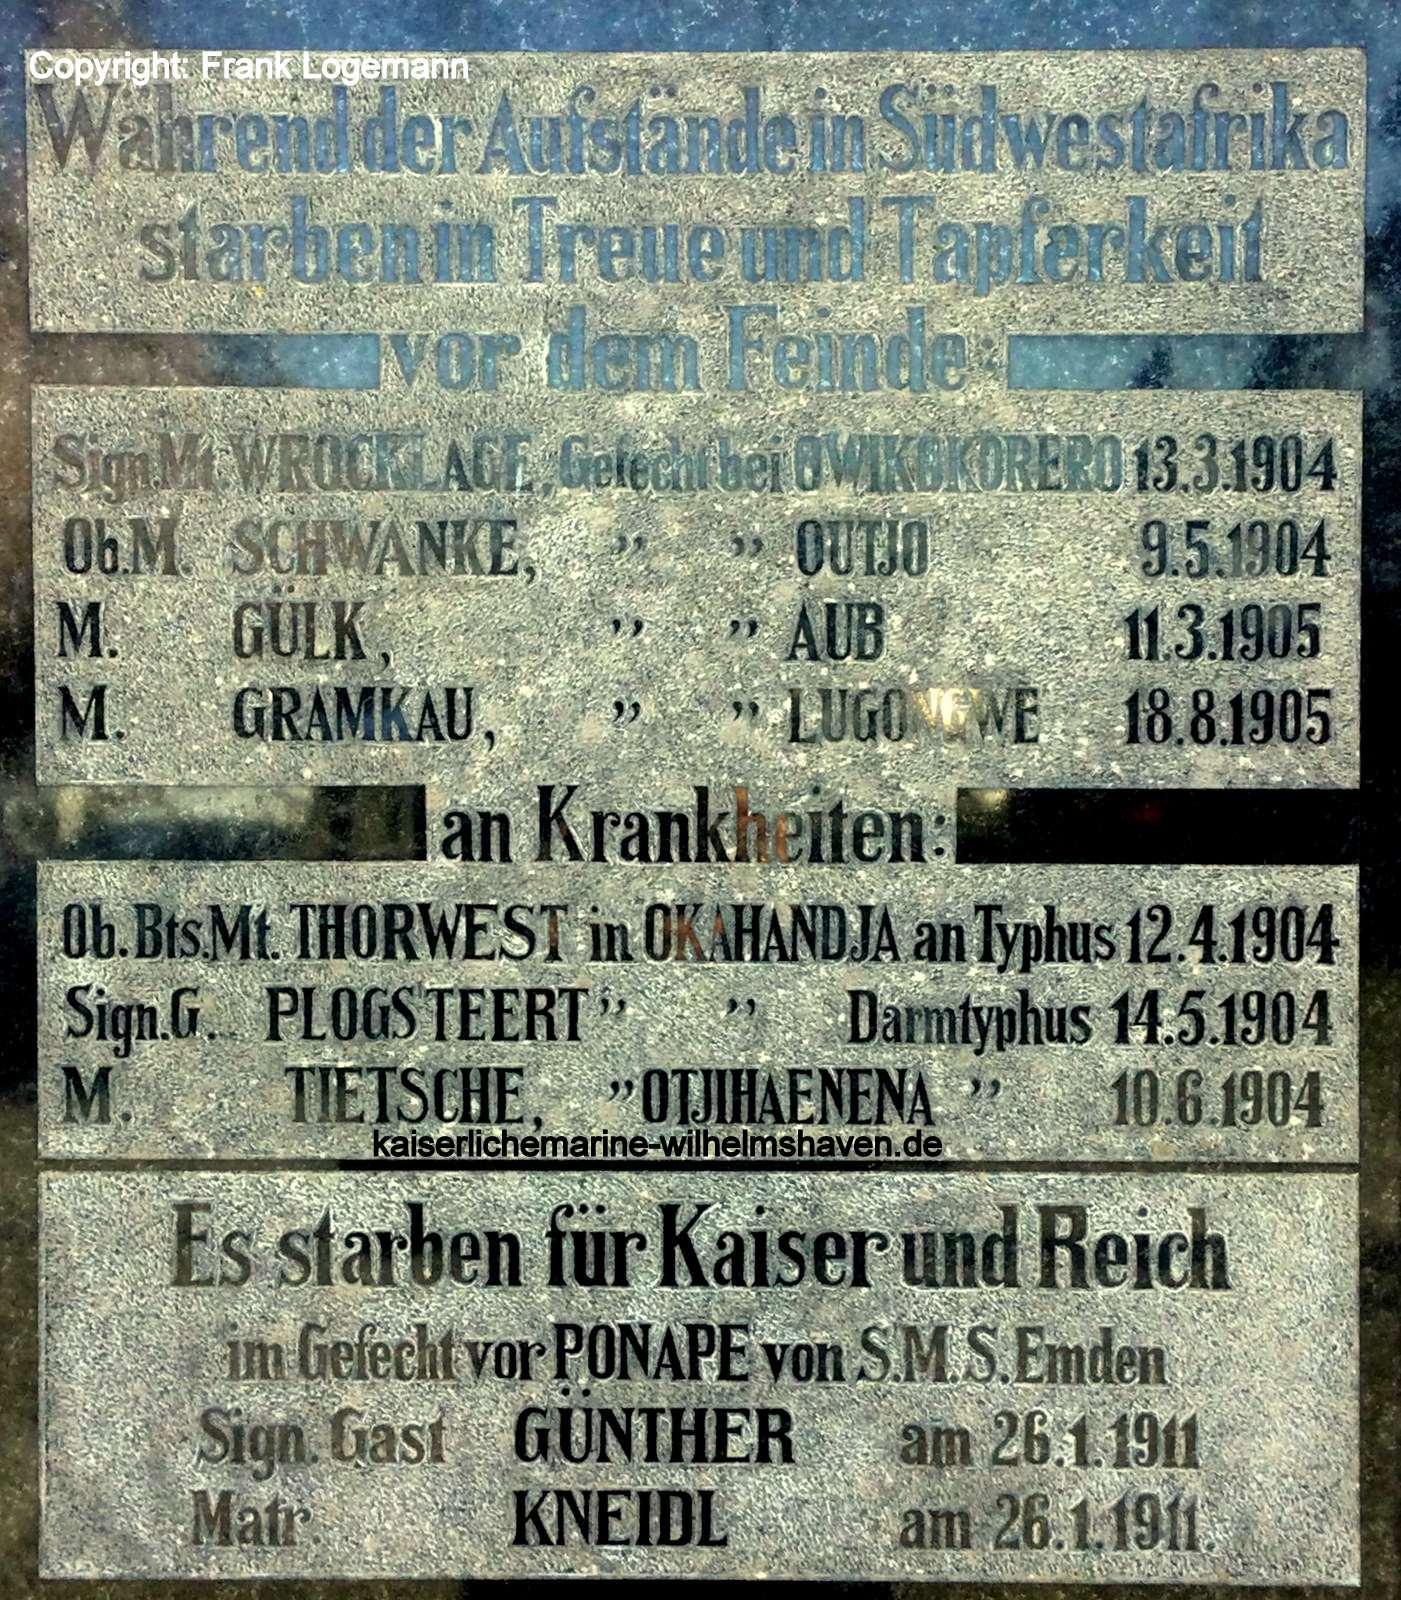 Copyright: Frank Logemann
Während der Aufstände in Südwestafrika
starben in Treue und Tapferkeit
vor dem Feinde:
Sign.Mt. WROCKLAGE, Gefecht bei OWIKOKORERO 13.3.1904
Ob.M. SCHWANKE, „ „ OUTJO 9.5.1904
M. GÜLK, „ „ AUB 11.3.1905
M. GRAMKAU, „ „ LUGONGWE 18.8.1905
an Krankheiten:
Ob.Bts.Mt. THORWEST in OKAHANDJA an Typhus 12.4.1904
Sign.G. PLOGSTEERT „ „ Darmtyphus 14.5.1904
M. TIETSCHE, „ OTJIHAENENA „ 10.6.1904
kaiserlichemarine-wilhelmshaven.de
Es starben für Kaiser und Reich
im Gefecht vor PONAPE von S.M.S. Emden
Sign. Gast GÜNTHER am 26.1.1911
Matr. KNEIDL am 26.1.1911.